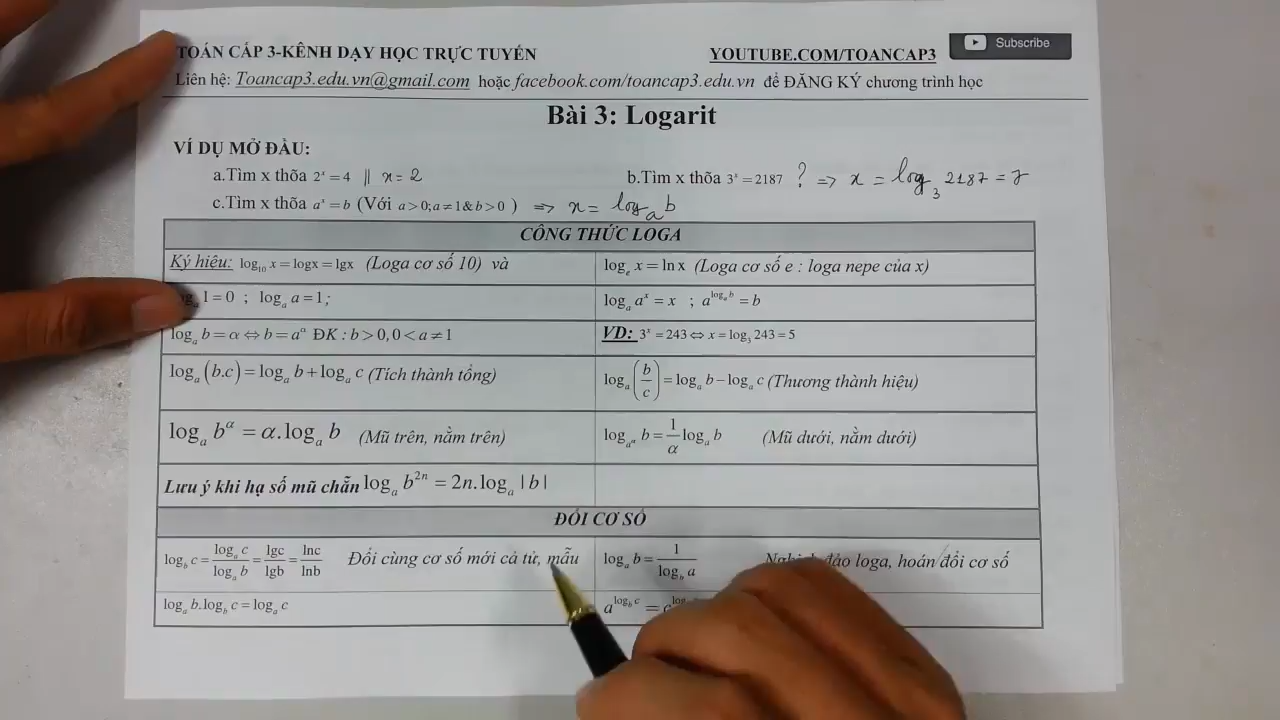 TOÁN CẤP 3-KÊNH DẠY HỌC TRỰC TUYẾN YOUTUBE.COM/TOANCAP3 Subscribe
Liên hệ: Toancap3.edu.vn@gmail.com hoặc facebook.com/toancap3.edu.vn để ĐĂNG KÝ chương trình học
Bài 3: Logarit
VÍ DỤ MỞ ĐẦU:
a.Tìm x thõa 2ˣ = 4 || x = 2 b.Tìm x thõa 3ˣ = 2187 ? => x = log₃ 2187 = 7
c.Tìm x thõa aˣ = b (Với a > 0; a ≠ 1 & b > 0 ) => x = logₐ b
CÔNG THỨC LOGA
Ký hiệu: log₁₀ x = logx = lgx (Loga cơ số 10) và logₑ x = ln x (Loga cơ số e : loga nepe của x)
1 = 0 ; logₐ a = 1; logₐ aˣ = x ; a^(logₐ b) = b
logₐ b = α ⇔ b = a^α ĐK : b > 0, 0 < a ≠ 1 VD: 3ˣ = 243 ⇔ x = log₃ 243 = 5
logₐ (b.c) = logₐ b + logₐ c (Tích thành tổng) logₐ (b/c) = logₐ b − logₐ c (Thương thành hiệu)
logₐ b^α = α.logₐ b (Mũ trên, nằm trên) log_(a^α) b = 1/α logₐ b (Mũ dưới, nằm dưới)
Lưu ý khi hạ số mũ chẵn logₐ b²ⁿ = 2n.logₐ | b |
ĐỔI CƠ SỐ
log_b c = logₐ c / logₐ b = lgc / lgb = lnc / lnb Đổi cùng cơ số mới cả tử, mẫu logₐ b = 1 / log_b a đảo loga, hoán đổi cơ số
logₐ b.log_b c = logₐ c a^(log_b c) =